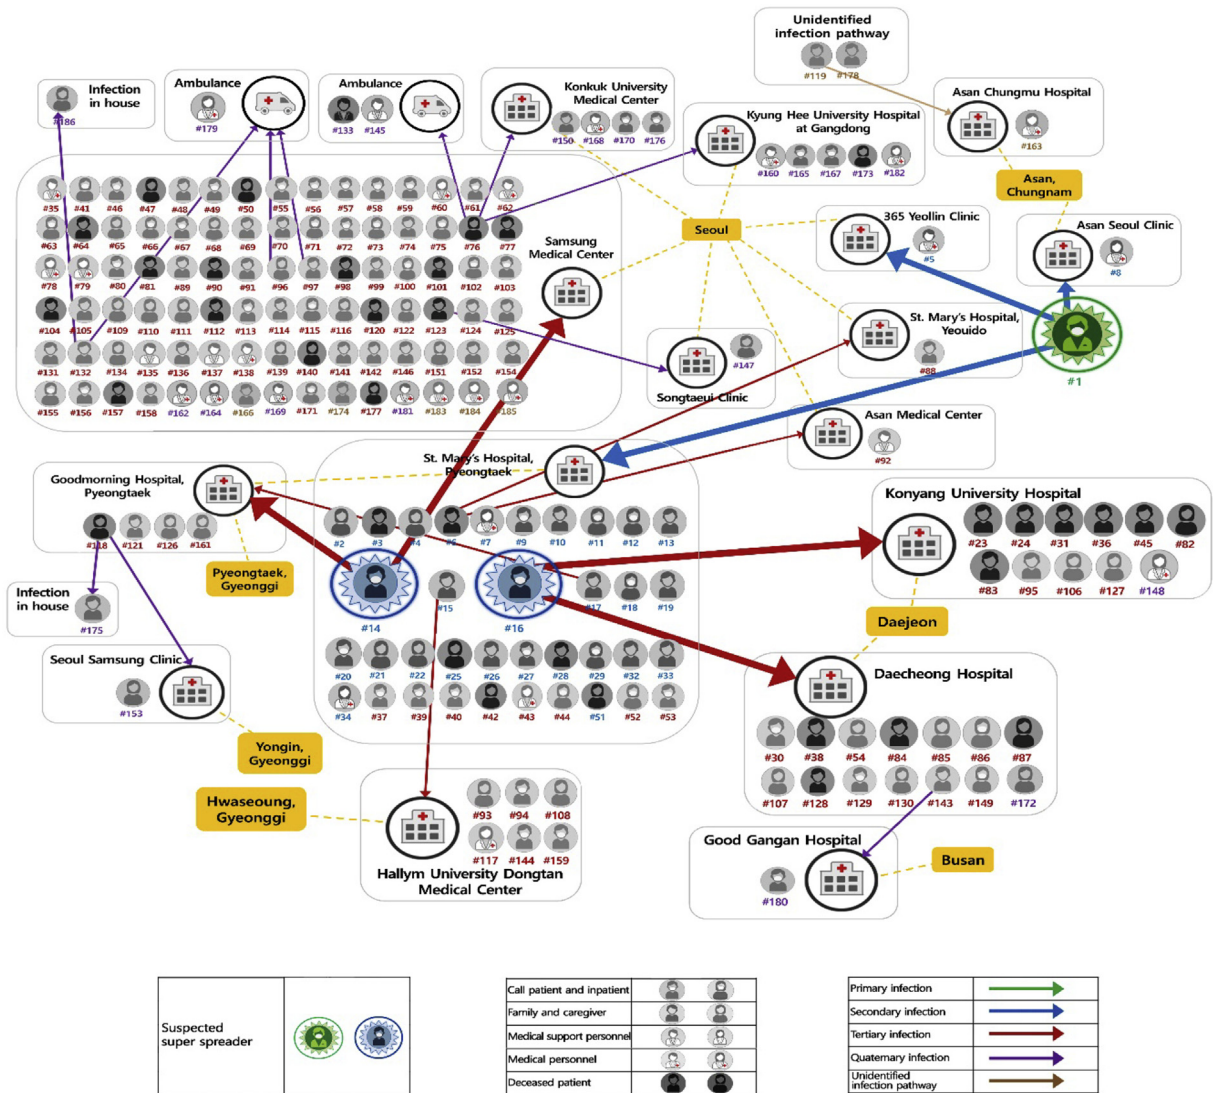 Unidentified
infection pathway
#119 #178
Infection
in house
#186
Ambulance
#179
Ambulance
#133 #145
Konkuk University
Medical Center
#150 #168 #170 #176
Kyung Hee University Hospital
at Gangdong
#160 #165 #167 #173 #182
Asan Chungmu Hospital
#163
Asan,
Chungnam
#35 #41 #46 #47 #48 #49 #50 #55 #56 #57 #58 #59 #60 #61 #62
#63 #64 #65 #66 #67 #68 #69 #70 #71 #72 #73 #74 #75 #76 #77
#78 #79 #80 #81 #89 #90 #91 #96 #97 #98 #99 #100 #101 #102 #103
#104 #105 #109 #110 #111 #112 #113 #114 #115 #116 #120 #122 #123 #124 #125
#131 #132 #134 #135 #136 #137 #138 #139 #140 #141 #142 #146 #151 #152 #154
#155 #156 #157 #158 #162 #164 #166 #169 #171 #174 #177 #181 #183 #184 #185
Samsung
Medical Center
Seoul
365 Yeollin Clinic
#5
Asan Seoul Clinic
#8
St. Mary's Hospital,
Yeouido
#88
#1
#147
Songtaeui Clinic
Asan Medical Center
#92
Goodmorning Hospital,
Pyeongtaek
#118 #121 #126 #161
St. Mary's Hospital,
Pyeongtaek
#2 #3 #4 #6 #7 #9 #10 #11 #12 #13
#14
#15
#16
#17 #18 #19
#20 #21 #22 #25 #26 #27 #28 #29 #32 #33
#34 #37 #39 #40 #42 #43 #44 #51 #52 #53
Konyang University Hospital
#23 #24 #31 #36 #45 #82
#83 #95 #106 #127 #148
Pyeongtaek,
Gyeonggi
Infection
in house
#175
Daejeon
Seoul Samsung Clinic
#153
Yongin,
Gyeonggi
Daecheong Hospital
#30 #38 #54 #84 #85 #86 #87
#107 #128 #129 #130 #143 #149 #172
Hwaseoung,
Gyeonggi
#93 #94 #108
#117 #144 #159
Hallym University Dongtan
Medical Center
Good Gangan Hospital
#180
Busan
Suspected
super spreader
Call patient and inpatient
Family and caregiver
Medical support personnel
Medical personnel
Deceased patient
Primary infection
Secondary infection
Tertiary infection
Quaternary infection
Unidentified
infection pathway